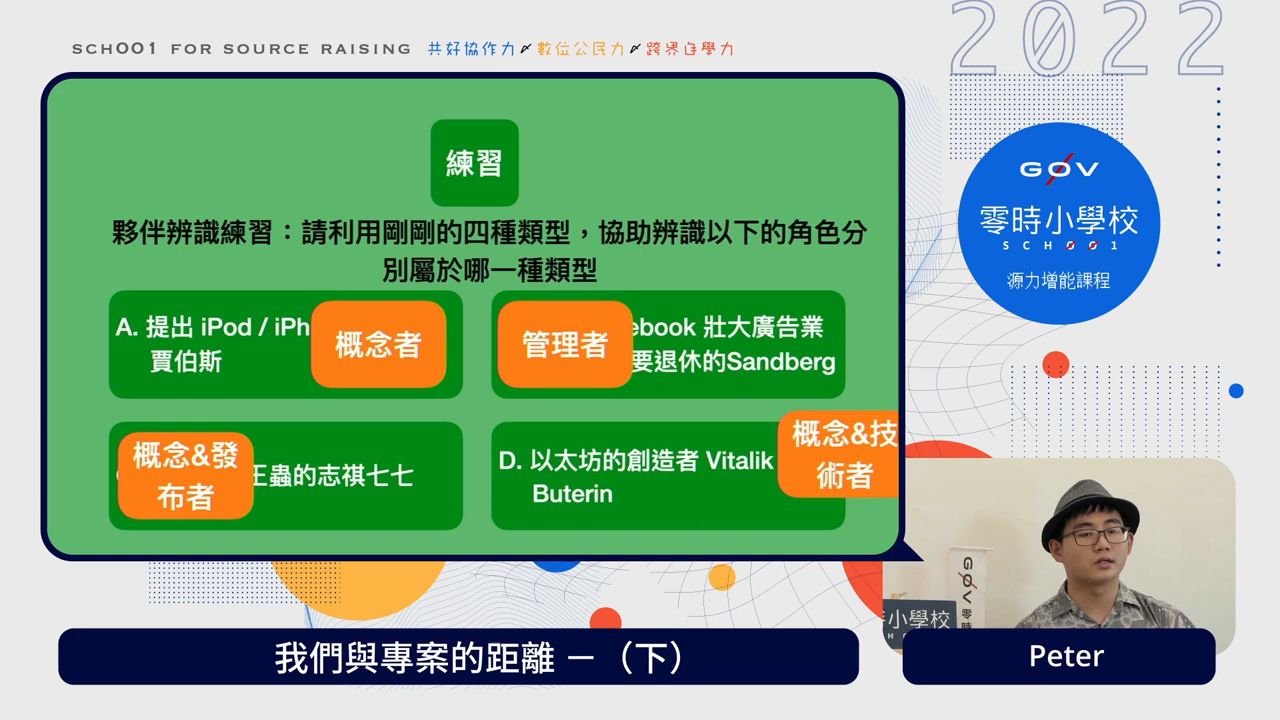 SCH001 FOR SOURCE RAISING 共好協作力 數位公民力 跨界自學力
2022
練習
夥伴辨識練習：請利用剛剛的四種類型，協助辨識以下的角色分
別屬於哪一種類型
A. 提出 iPod / iPh
賈伯斯
概念者
管理者
ebook 壯大廣告業
要退休的Sandberg
概念&發
布者
王蟲的志祺七七
D. 以太坊的創造者 Vitalik
Buterin
概念&技
術者
G0V
零時小學校
SCH001
源力增能課程
G0V 零時
小學校
我們與專案的距離 －（下）
Peter